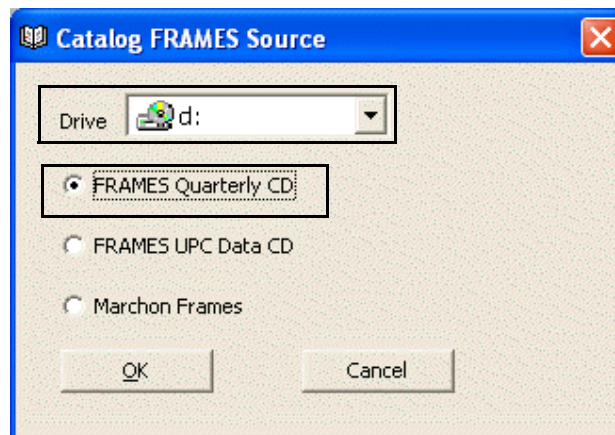 Catalog FRAMES Source
Drive d:
FRAMES Quarterly CD
FRAMES UPC Data CD
Marchon Frames
OK Cancel